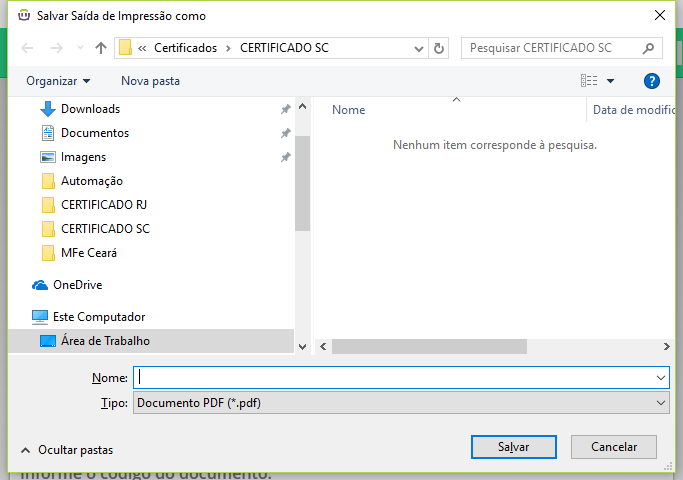 Salvar Saída de Impressão como
« Certificados › CERTIFICADO SC
Pesquisar CERTIFICADO SC
Organizar
Nova pasta
?
Downloads
Documentos
Imagens
Automação
CERTIFICADO RJ
CERTIFICADO SC
MFe Ceará
OneDrive
Este Computador
Área de Trabalho
Nome
Data de modific
Nenhum item corresponde à pesquisa.
Nome:
Tipo:
Documento PDF (*.pdf)
Ocultar pastas
Salvar
Cancelar
Informe o código do documento: